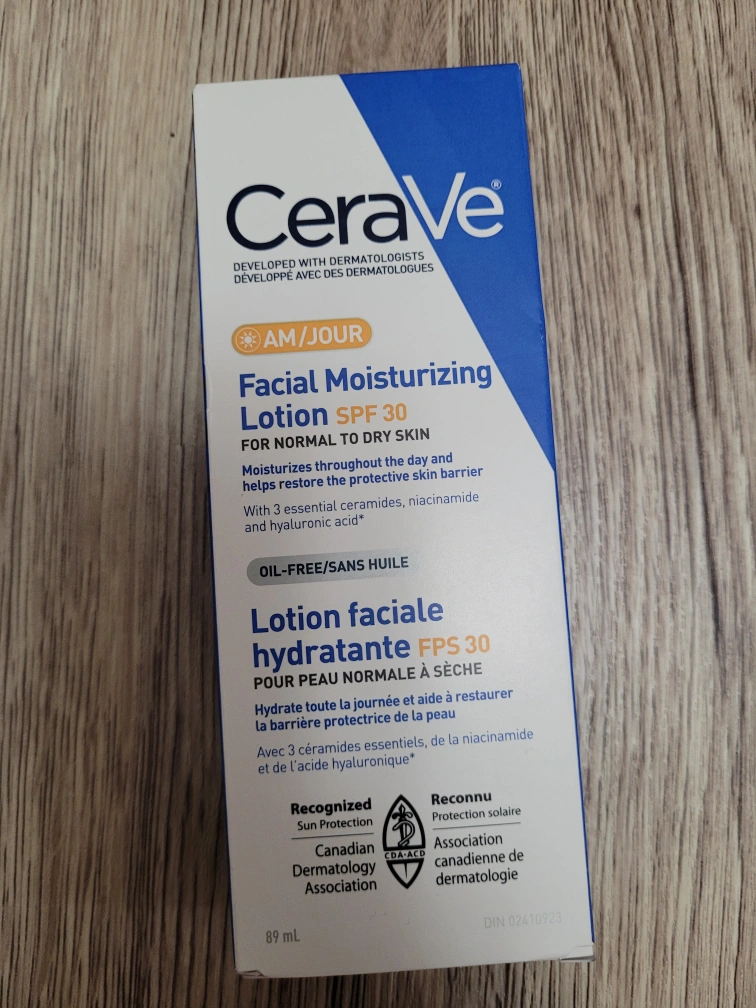 CeraVe®
DEVELOPED WITH DERMATOLOGISTS
DÉVELOPPÉ AVEC DES DERMATOLOGUES
AM/JOUR
Facial Moisturizing
Lotion SPF 30
FOR NORMAL TO DRY SKIN
Moisturizes throughout the day and
helps restore the protective skin barrier
With 3 essential ceramides, niacinamide
and hyaluronic acid*
OIL-FREE/SANS HUILE
Lotion faciale
hydratante FPS 30
POUR PEAU NORMALE À SÈCHE
Hydrate toute la journée et aide à restaurer
la barrière protectrice de la peau
Avec 3 céramides essentiels, de la niacinamide
et de l'acide hyaluronique*
Recognized
Sun Protection
Canadian
Dermatology
Association
CDA-ACD
Reconnu
Protection solaire
Association
canadienne de
dermatologie
89 mL
DIN 02410923